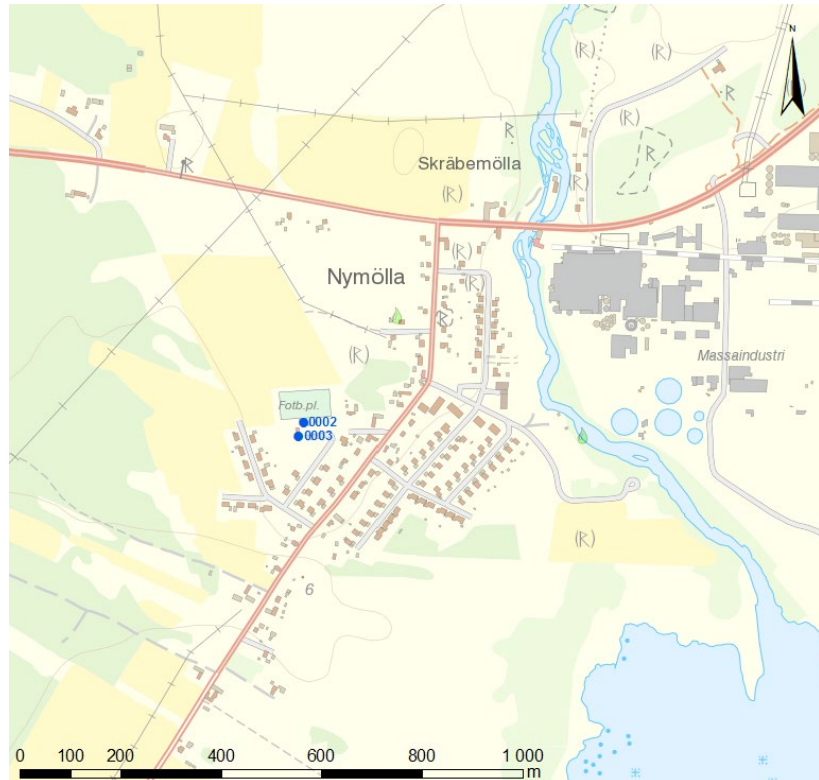 N
(R)
(R)
(R)
R
(R)
R
R
Skräbemölla
R
(R)
(R)
(R)
Nymölla
(R)
R
(R)
Massaindustri
Fotb.pl.
0002
0003
(R)
6
0 100 200 400 600 800 1 000
m